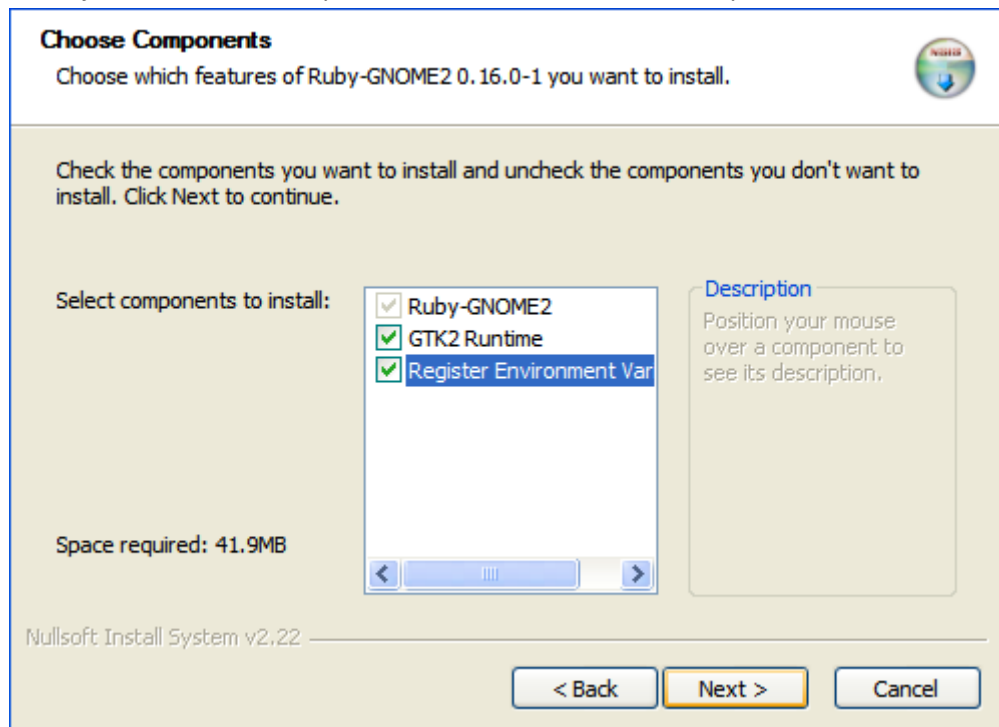 Choose Components
Choose which features of Ruby-GNOME2 0.16.0-1 you want to install.
Check the components you want to install and uncheck the components you don't want to
install. Click Next to continue.
Select components to install:
Ruby-GNOME2
GTK2 Runtime
Register Environment Var
Description
Position your mouse
over a component to
see its description.
Space required: 41.9MB
Nullsoft Install System v2.22
< Back
Next >
Cancel